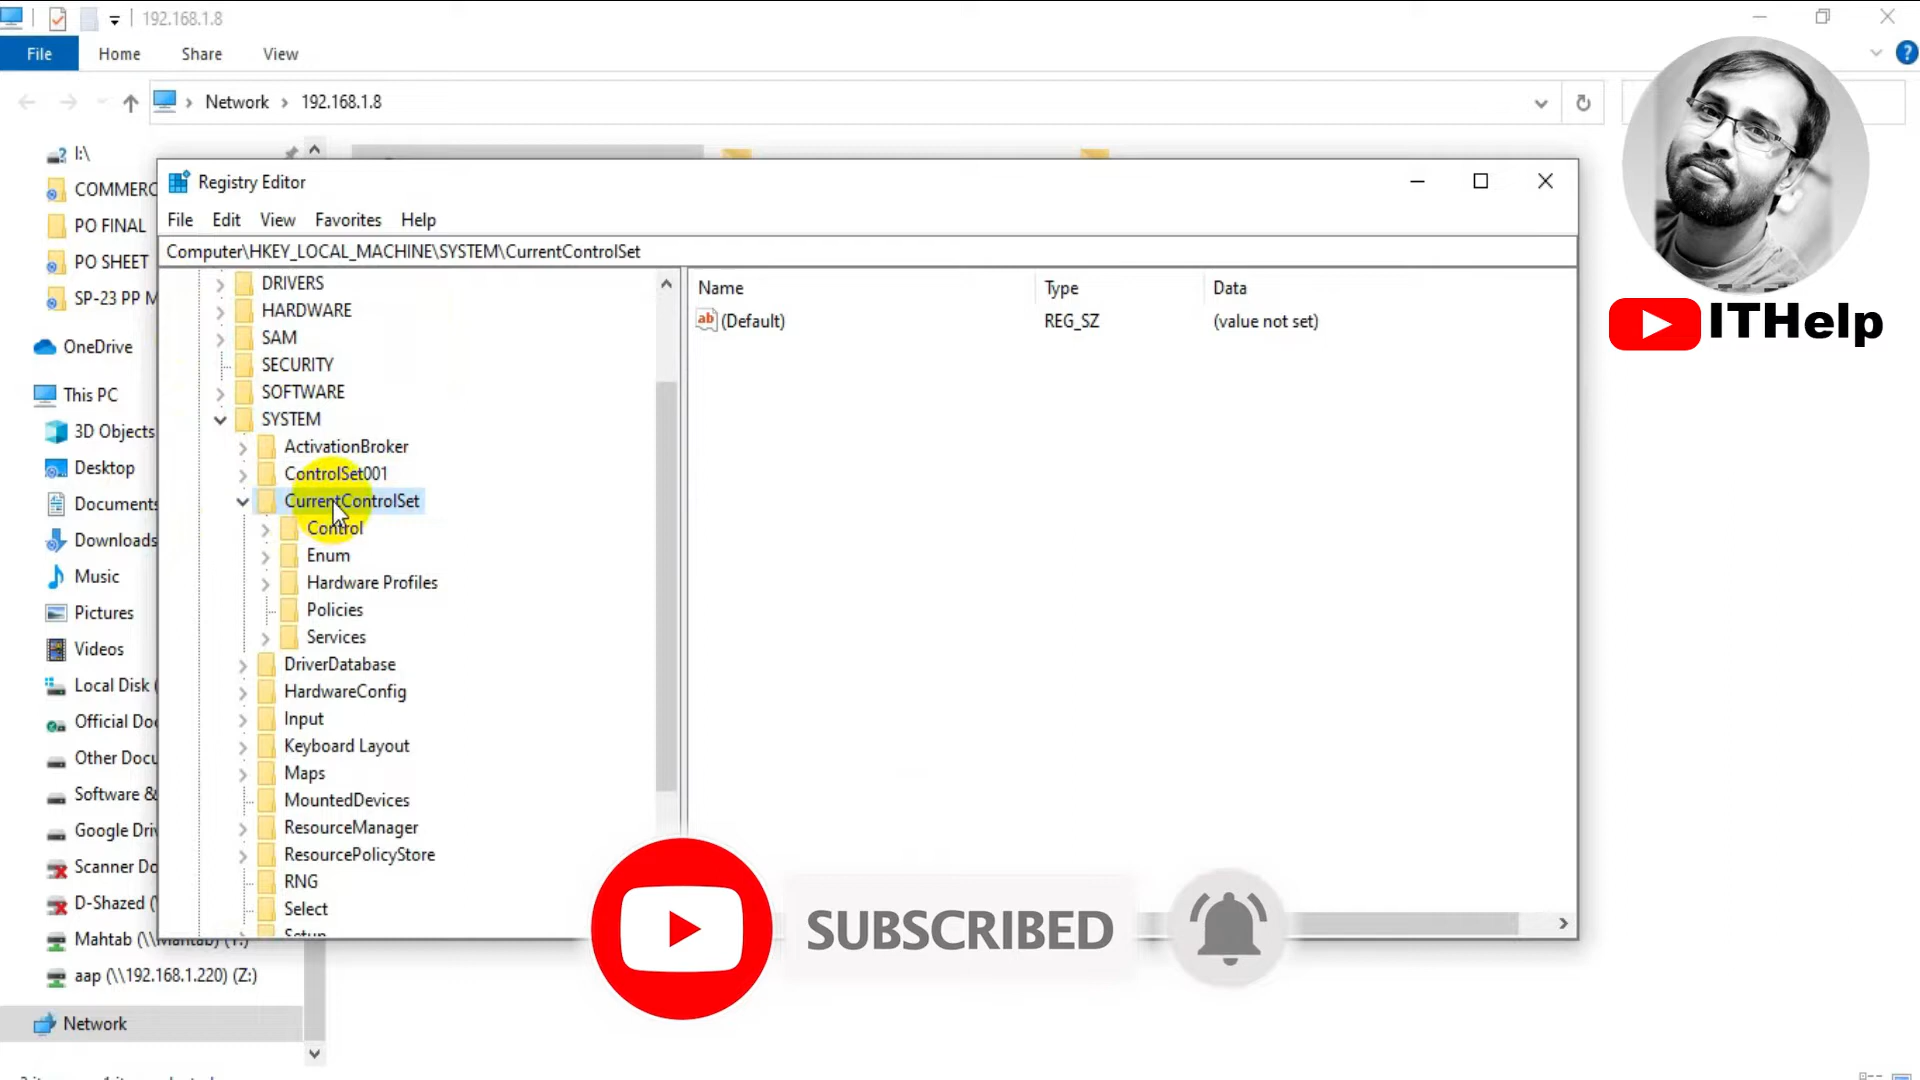 192.168.1.8
File Home Share View
Network 192.168.1.8
I:\
COMMERC
PO FINAL
PO SHEET
SP-23 PP M
OneDrive
This PC
3D Objects
Desktop
Documents
Downloads
Music
Pictures
Videos
Local Disk (
Official Doc
Other Docu
Software &
Google Driv
Scanner Do
D-Shazed (\
Mahtab (\\Mahtab) (Y:)
aap (\\192.168.1.220) (Z:)
Network
Registry Editor
File Edit View Favorites Help
Computer\HKEY_LOCAL_MACHINE\SYSTEM\CurrentControlSet
DRIVERS
HARDWARE
SAM
SECURITY
SOFTWARE
SYSTEM
ActivationBroker
ControlSet001
CurrentControlSet
Control
Enum
Hardware Profiles
Policies
Services
DriverDatabase
HardwareConfig
Input
Keyboard Layout
Maps
MountedDevices
ResourceManager
ResourcePolicyStore
RNG
Select
Setup
Name Type Data
ab (Default) REG_SZ (value not set)
ITHelp
SUBSCRIBED